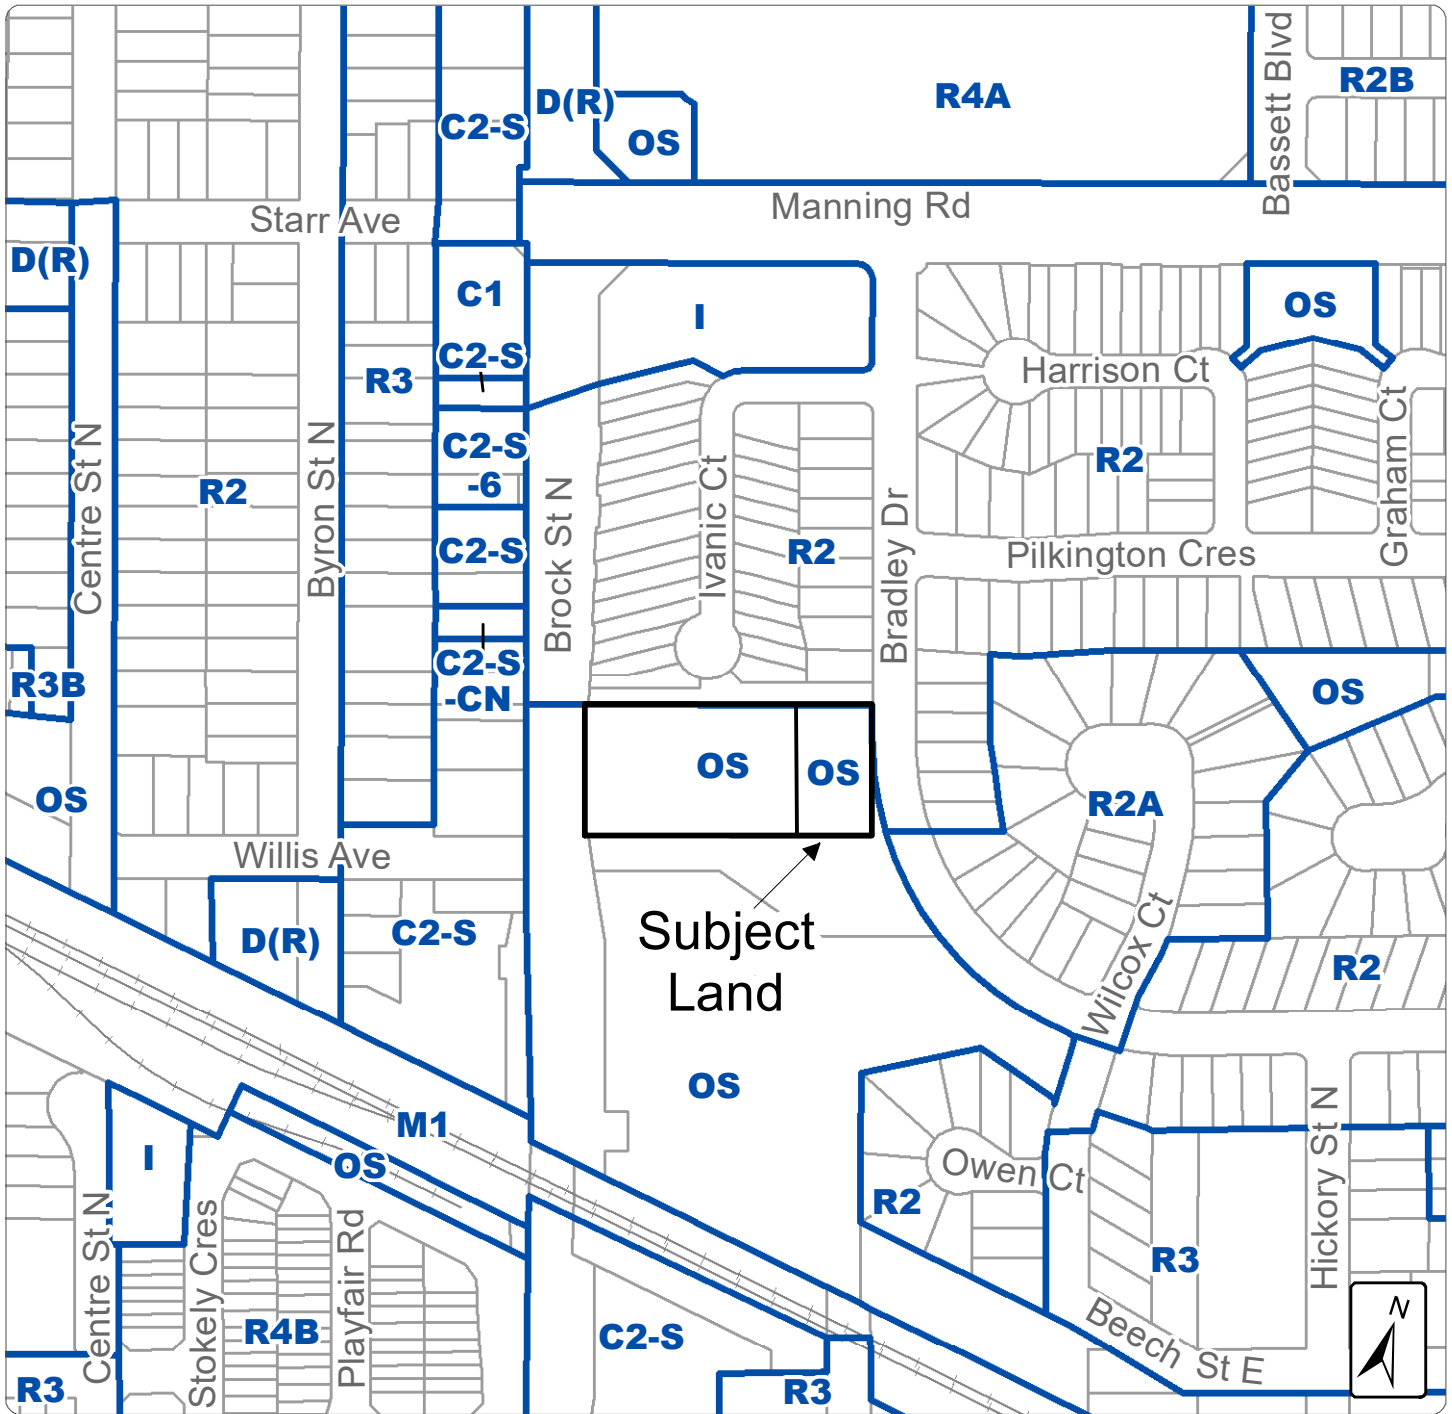 Bassett Blvd
R2B
D(R)
R4A
C2-S
OS
Manning Rd
Starr Ave
D(R)
C1
I
OS
C2-S
R3
Harrison Ct
Graham Ct
C2-S
-6
R2
Centre St N
R2
Byron St N
Brock St N
Ivanic Ct
Bradley Dr
C2-S
R2
Pilkington Cres
C2-S
-CN
R3B
OS
OS
OS
OS
R2A
Willis Ave
D(R)
C2-S
Subject
Land
Wilcox Ct
R2
OS
M1
I
OS
Owen Ct
R2
Hickory St N
Centre St N
Stokely Cres
Playfair Rd
R3
R4B
C2-S
Beech St E
N
R3
R3